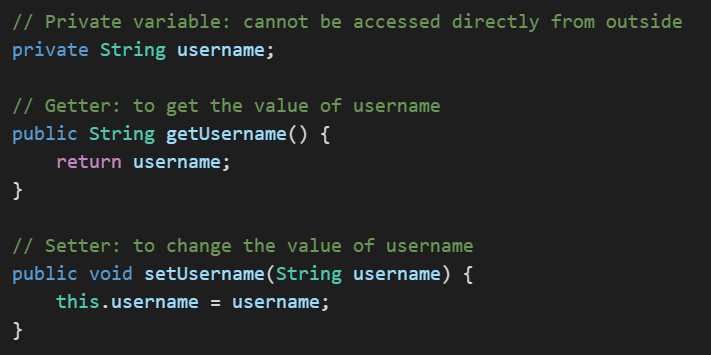 // Private variable: cannot be accessed directly from outside
private String username;

// Getter: to get the value of username
public String getUsername() {
    return username;
}

// Setter: to change the value of username
public void setUsername(String username) {
    this.username = username;
}